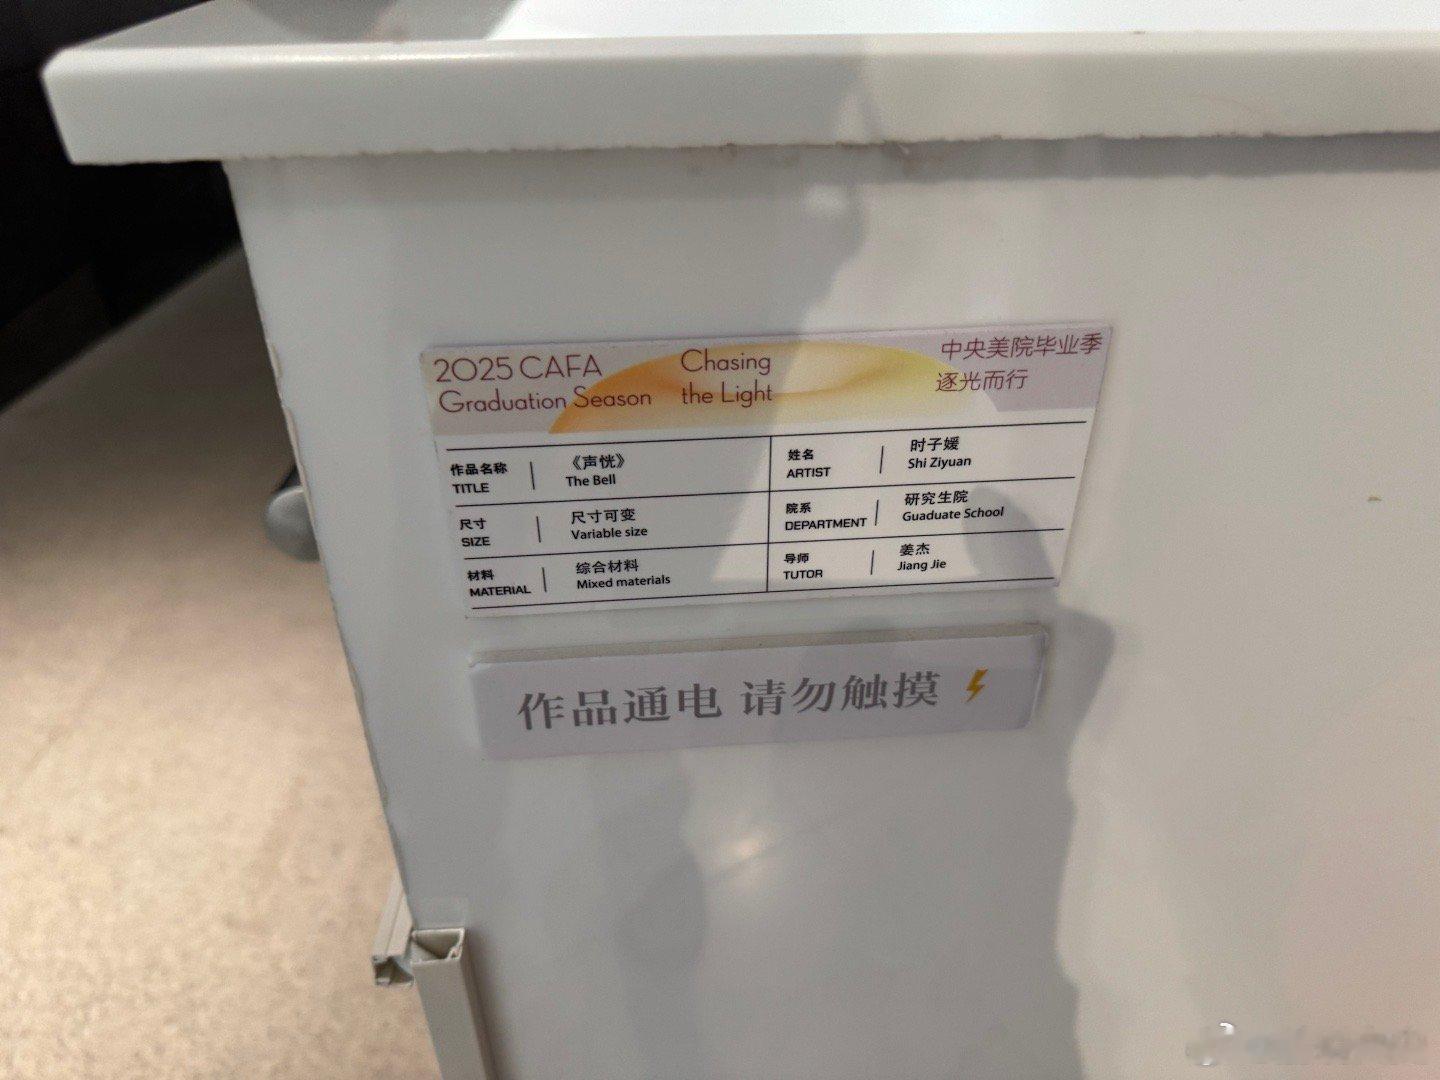 2025 CAFA
Graduation Season
Chasing
the Light
中央美院毕业季
逐光而行
作品名称
TITLE
《声恍》
The Bell
姓名
ARTIST
时子媛
Shi Ziyuan
尺寸
SIZE
尺寸可变
Variable size
院系
DEPARTMENT
研究生院
Guaduate School
材料
MATERIAL
综合材料
Mixed materials
导师
TUTOR
姜杰
Jiang Jie
作品通电 请勿触摸